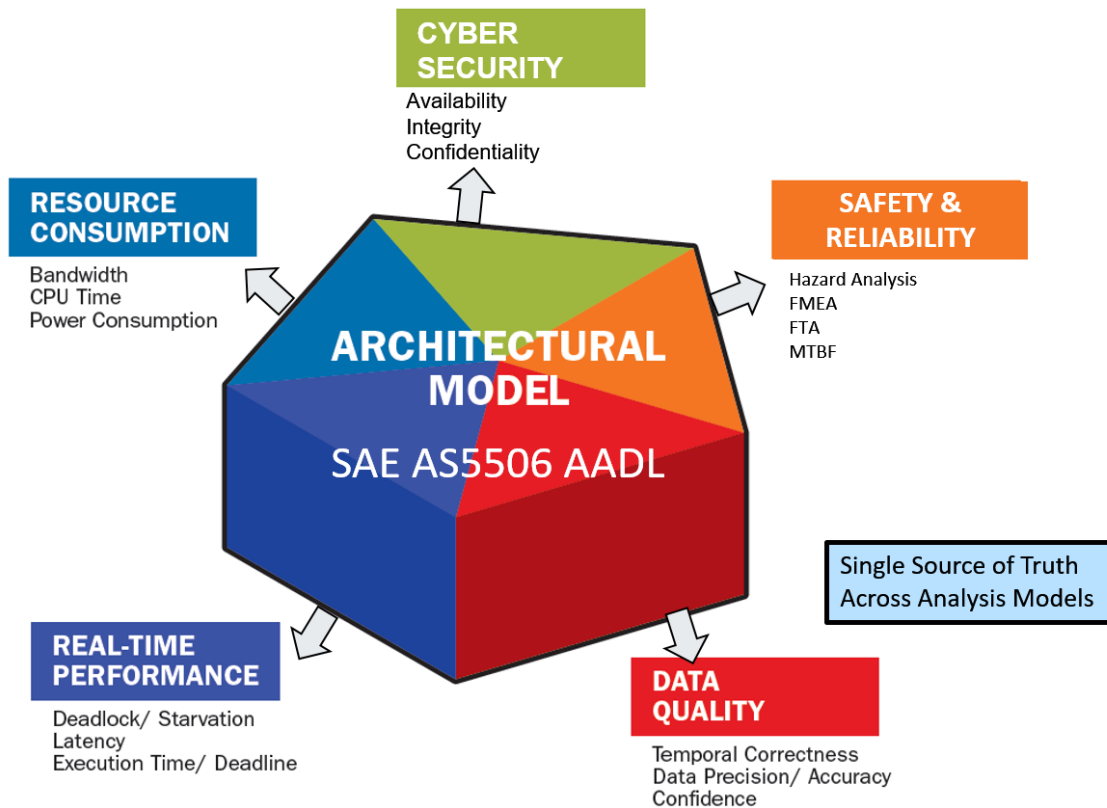 CYBER
SECURITY
Availability
Integrity
Confidentiality
RESOURCE
CONSUMPTION
Bandwidth
CPU Time
Power Consumption
SAFETY &
RELIABILITY
Hazard Analysis
FMEA
FTA
MTBF
ARCHITECTURAL
MODEL
SAE AS5506 AADL
Single Source of Truth
Across Analysis Models
REAL-TIME
PERFORMANCE
Deadlock/ Starvation
Latency
Execution Time/ Deadline
DATA
QUALITY
Temporal Correctness
Data Precision/ Accuracy
Confidence